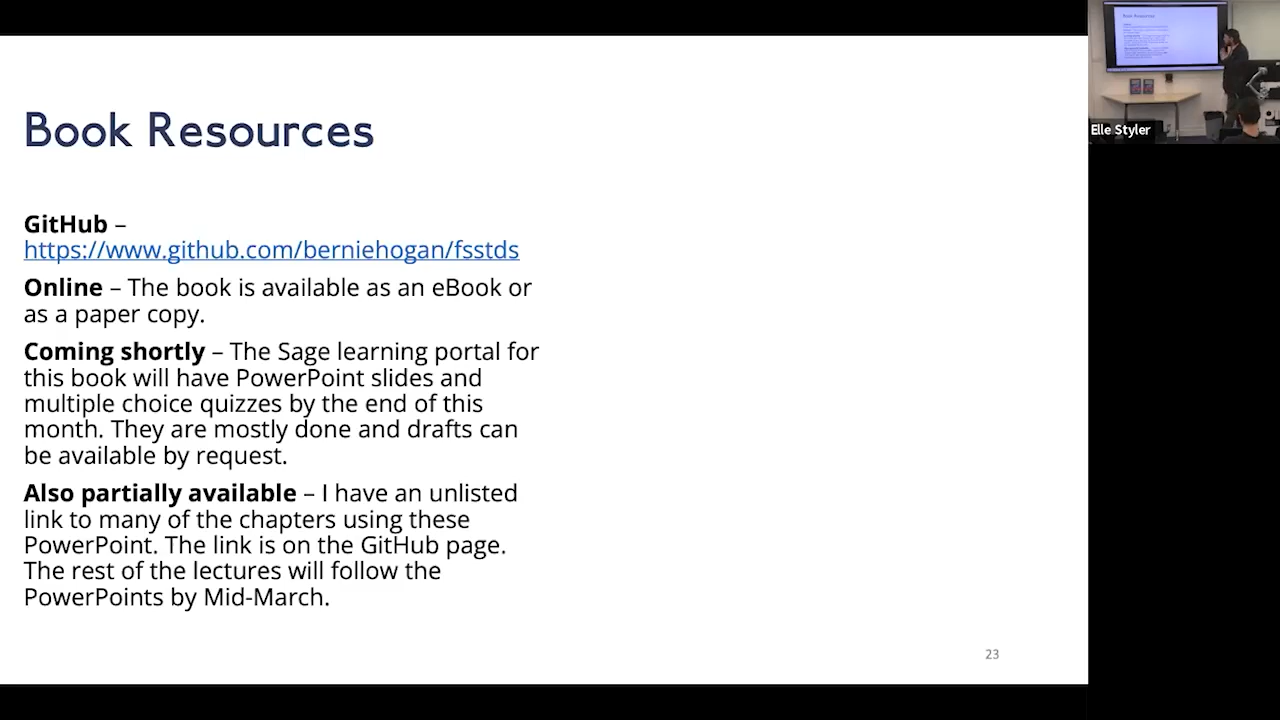 Book Resources
GitHub –
https://www.github.com/berniehogan/fsstds
Online – The book is available as an eBook or
as a paper copy.
Coming shortly – The Sage learning portal for
this book will have PowerPoint slides and
multiple choice quizzes by the end of this
month. They are mostly done and drafts can
be available by request.
Also partially available – I have an unlisted
link to many of the chapters using these
PowerPoint. The link is on the GitHub page.
The rest of the lectures will follow the
PowerPoints by Mid-March.
23
Book Resources
Elle Styler